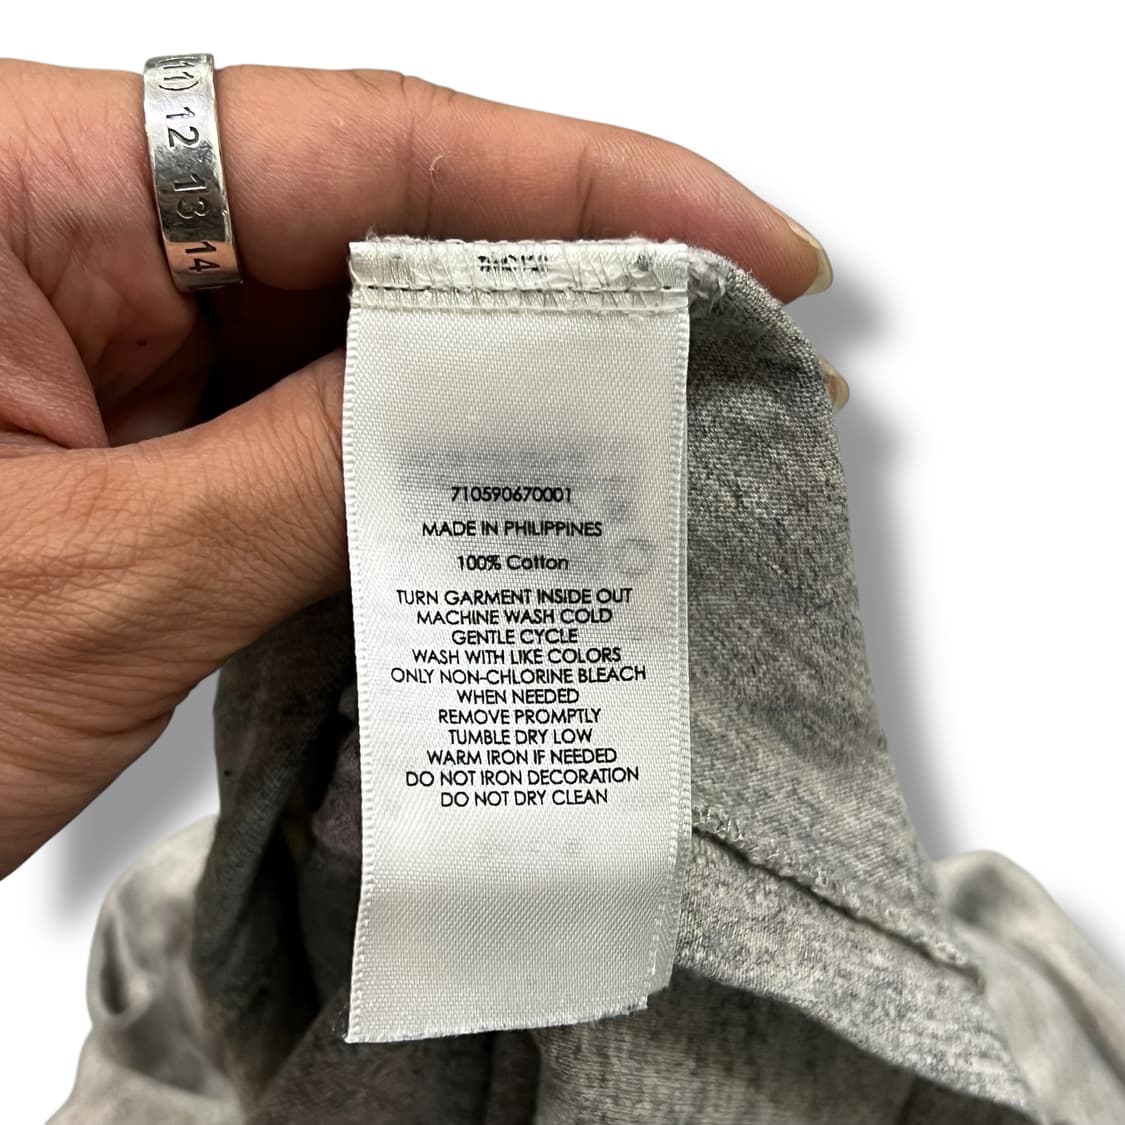 11) 12 13 14
710590670001
MADE IN PHILIPPINES
100% Cotton
TURN GARMENT INSIDE OUT
MACHINE WASH COLD
GENTLE CYCLE
WASH WITH LIKE COLORS
ONLY NON-CHLORINE BLEACH
WHEN NEEDED
REMOVE PROMPTLY
TUMBLE DRY LOW
WARM IRON IF NEEDED
DO NOT IRON DECORATION
DO NOT DRY CLEAN